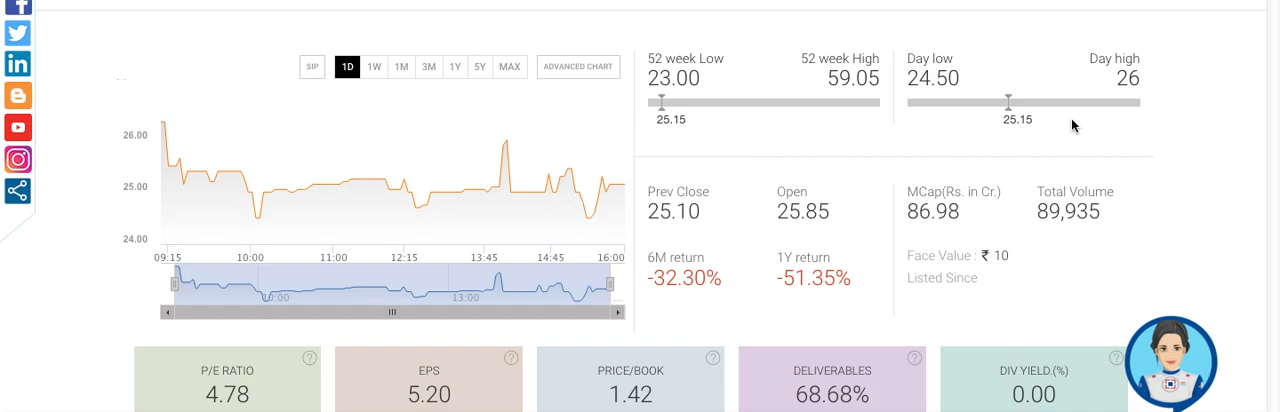 SIP 1D 1W 1M 3M 1Y 5Y MAX ADVANCED CHART
26.00
25.00
24.00
09:15 10:00 11:00 12:15 13:45 14:45 16:00
10:00 13:00 ...
52 week Low 52 week High
23.00 59.05
25.15
Day low Day high
24.50 26
25.15
Prev Close Open
25.10 25.85
6M return 1Y return
-32.30% -51.35%
MCap(Rs. in Cr.) Total Volume
86.98 89,935
Face Value : ₹ 10
Listed Since
P/E RATIO ?
4.78
EPS ?
5.20
PRICE/BOOK ?
1.42
DELIVERABLES ?
68.68%
DIV YIELD.(%) ?
0.00